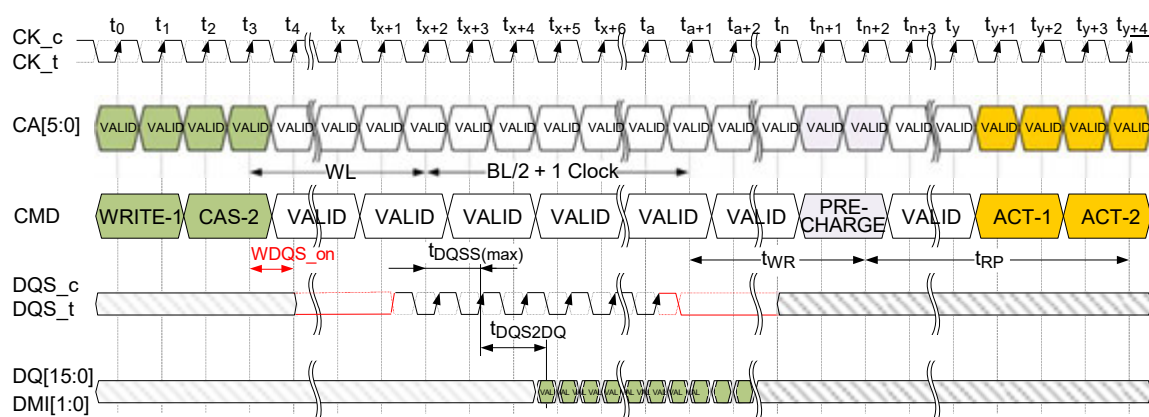 t0 t1 t2 t3 t4 tx tx+1 tx+2 tx+3 tx+4 tx+5 tx+6 ta ta+1 ta+2 tn tn+1 tn+2 tn+3 ty ty+1 ty+2 ty+3 ty+4
CK_c
CK_t
CA[5:0] VALID VALID VALID VALID VALID VALID VALID VALID VALID VALID VALID VALID VALID VALID VALID VALID VALID VALID VALID VALID VALID VALID VALID VALID
WL BL/2 + 1 Clock
CMD WRITE-1 CAS-2 VALID VALID VALID VALID VALID VALID PRE-CHARGE VALID ACT-1 ACT-2
WDQS_on tDQSS(max) tWR tRP
DQS_c
DQS_t
tDQS2DQ
DQ[15:0]
DMI[1:0]